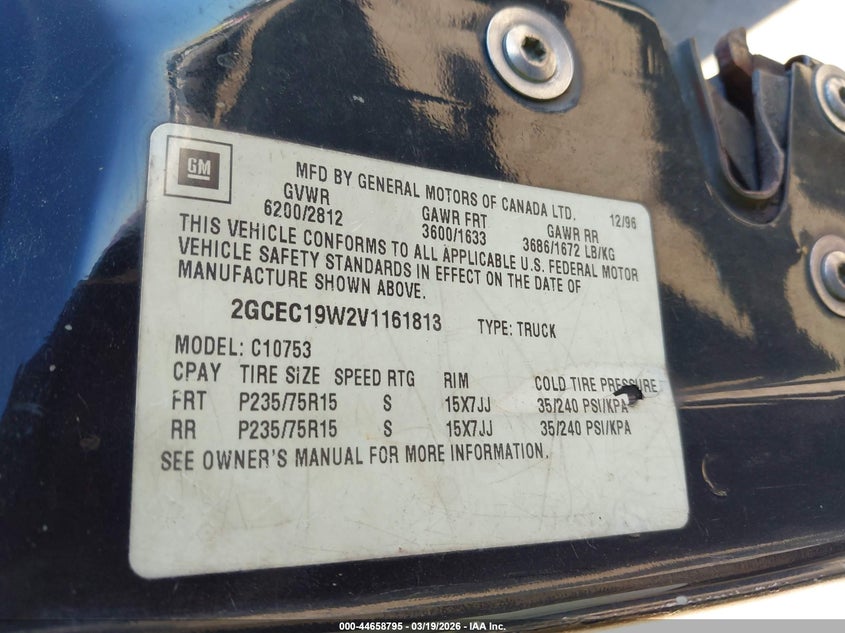 GM
MFD BY GENERAL MOTORS OF CANADA LTD. 12/96
GVWR GAWR FRT GAWR RR
6200/2812 3600/1633 3686/1672 LB/KG
THIS VEHICLE CONFORMS TO ALL APPLICABLE U.S. FEDERAL MOTOR
VEHICLE SAFETY STANDARDS IN EFFECT ON THE DATE OF
MANUFACTURE SHOWN ABOVE.
2GCEC19W2V1161813 TYPE: TRUCK
MODEL: C10753
CPAY TIRE SIZE SPEED RTG RIM COLD TIRE PRESSURE
FRT P235/75R15 S 15X7JJ 35/240 PSI/KPA
RR P235/75R15 S 15X7JJ 35/240 PSI/KPA
SEE OWNER'S MANUAL FOR MORE INFORMATION.
000-44658795 — 03/19/2026 — IAA Inc.